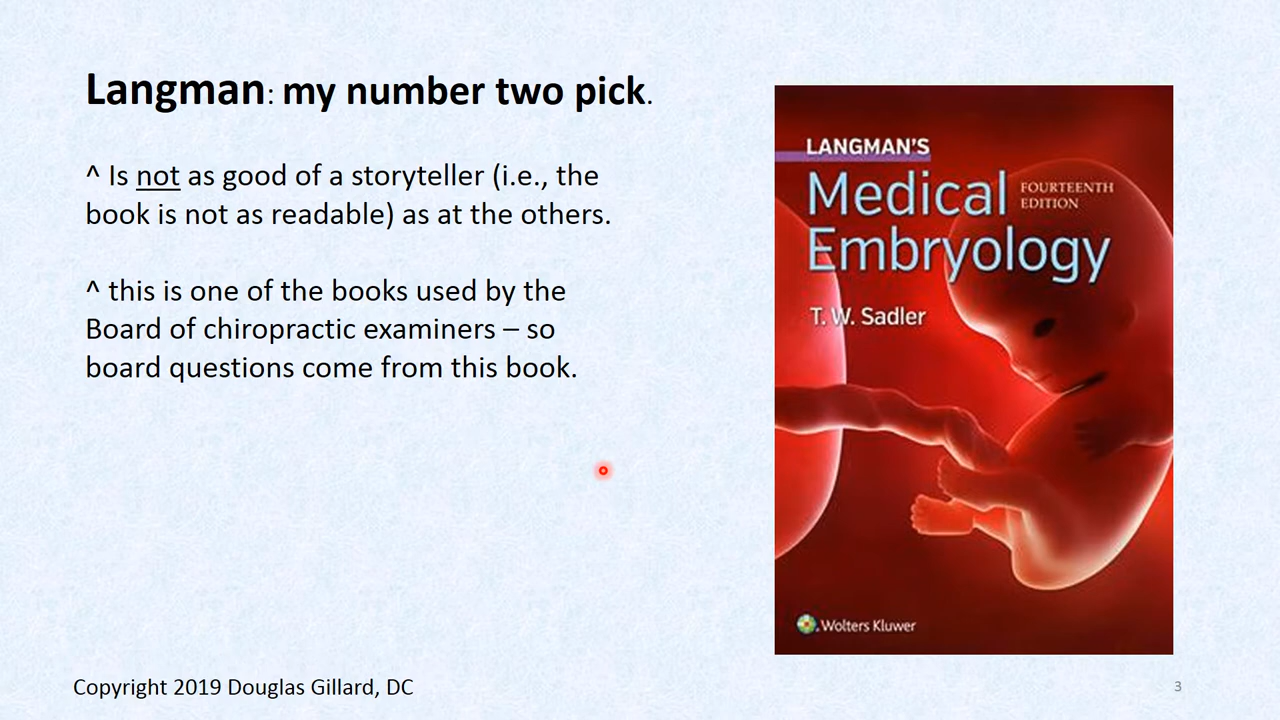 Langman: my number two pick.
^ Is not as good of a storyteller (i.e., the
book is not as readable) as at the others.
^ this is one of the books used by the
Board of chiropractic examiners – so
board questions come from this book.
LANGMAN'S
Medical FOURTEENTH
EDITION
Embryology
T. W. Sadler
Wolters Kluwer
Copyright 2019 Douglas Gillard, DC
3